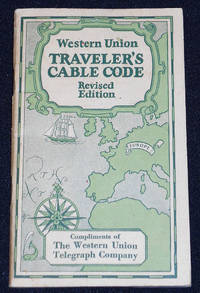 Western Union
TRAVELER'S
CABLE CODE
Revised
Edition
EUROPE
Compliments of
The Western Union
Telegraph Company